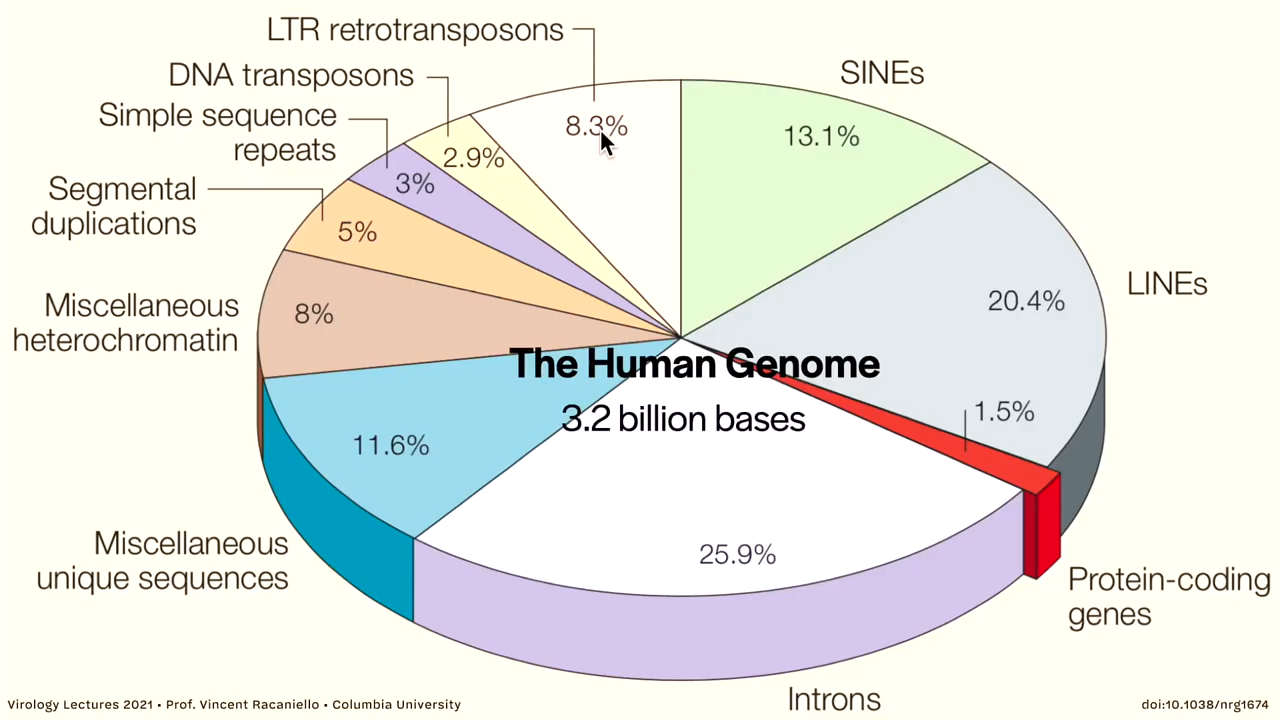 LTR retrotransposons
DNA transposons
Simple sequence
repeats
Segmental
duplications
Miscellaneous
heterochromatin
Miscellaneous
unique sequences
SINEs
LINEs
Protein-coding
genes
Introns
8.3%
13.1%
2.9%
3%
5%
20.4%
8%
1.5%
11.6%
25.9%
The Human Genome
3.2 billion bases
Virology Lectures 2021 • Prof. Vincent Racaniello • Columbia University
doi:10.1038/nrg1674